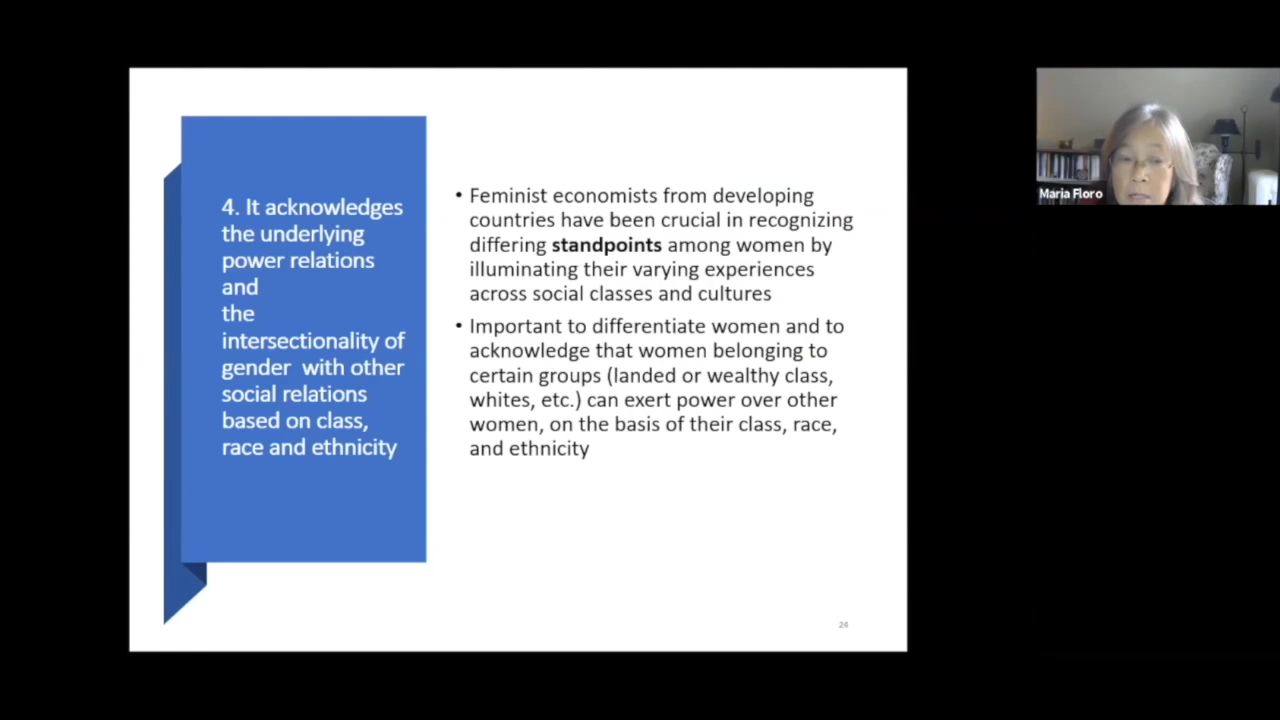 4. It acknowledges
the underlying
power relations
and
the
intersectionality of
gender  with other
social relations
based on class,
race and ethnicity
• Feminist economists from developing
countries have been crucial in recognizing
differing standpoints among women by
illuminating their varying experiences
across social classes and cultures
• Important to differentiate women and to
acknowledge that women belonging to
certain groups (landed or wealthy class,
whites, etc.) can exert power over other
women, on the basis of their class, race,
and ethnicity
24
Maria Floro